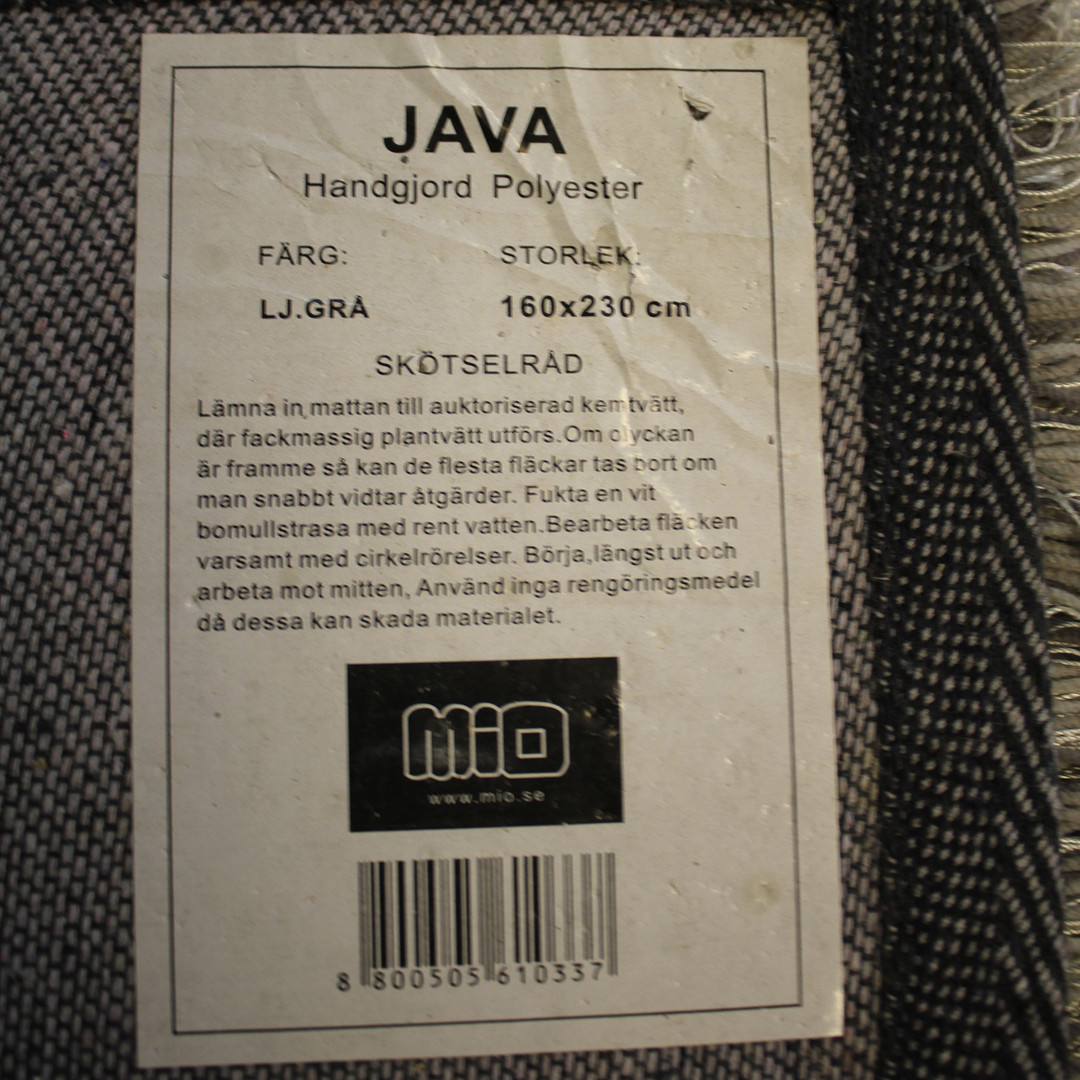 JAVA
Handgjord Polyester
FÄRG: STORLEK:
LJ.GRÅ 160x230 cm
SKÖTSELRÅD
Lämna in mattan till auktoriserad kemtvätt,
där fackmassig plantvätt utförs.Om olyckan
är framme så kan de flesta fläckar tas bort om
man snabbt vidtar åtgärder. Fukta en vit
bomullstrasa med rent vatten.Bearbeta fläcken
varsamt med cirkelrörelser. Börja,längst ut och
arbeta mot mitten, Använd inga rengöringsmedel
då dessa kan skada materialet.
MiO
www.mio.se
8 800505 610337